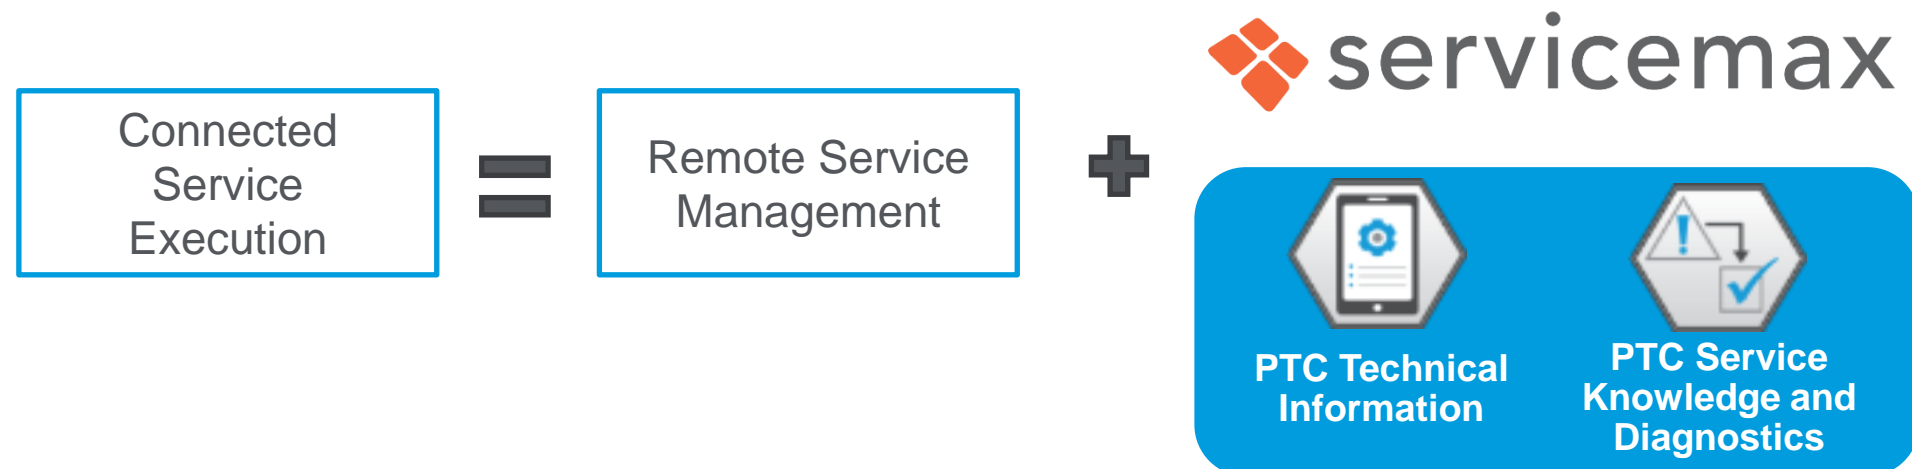 servicemax
Connected
Service
Execution
Remote Service
Management
PTC Technical
Information
PTC Service
Knowledge and
Diagnostics